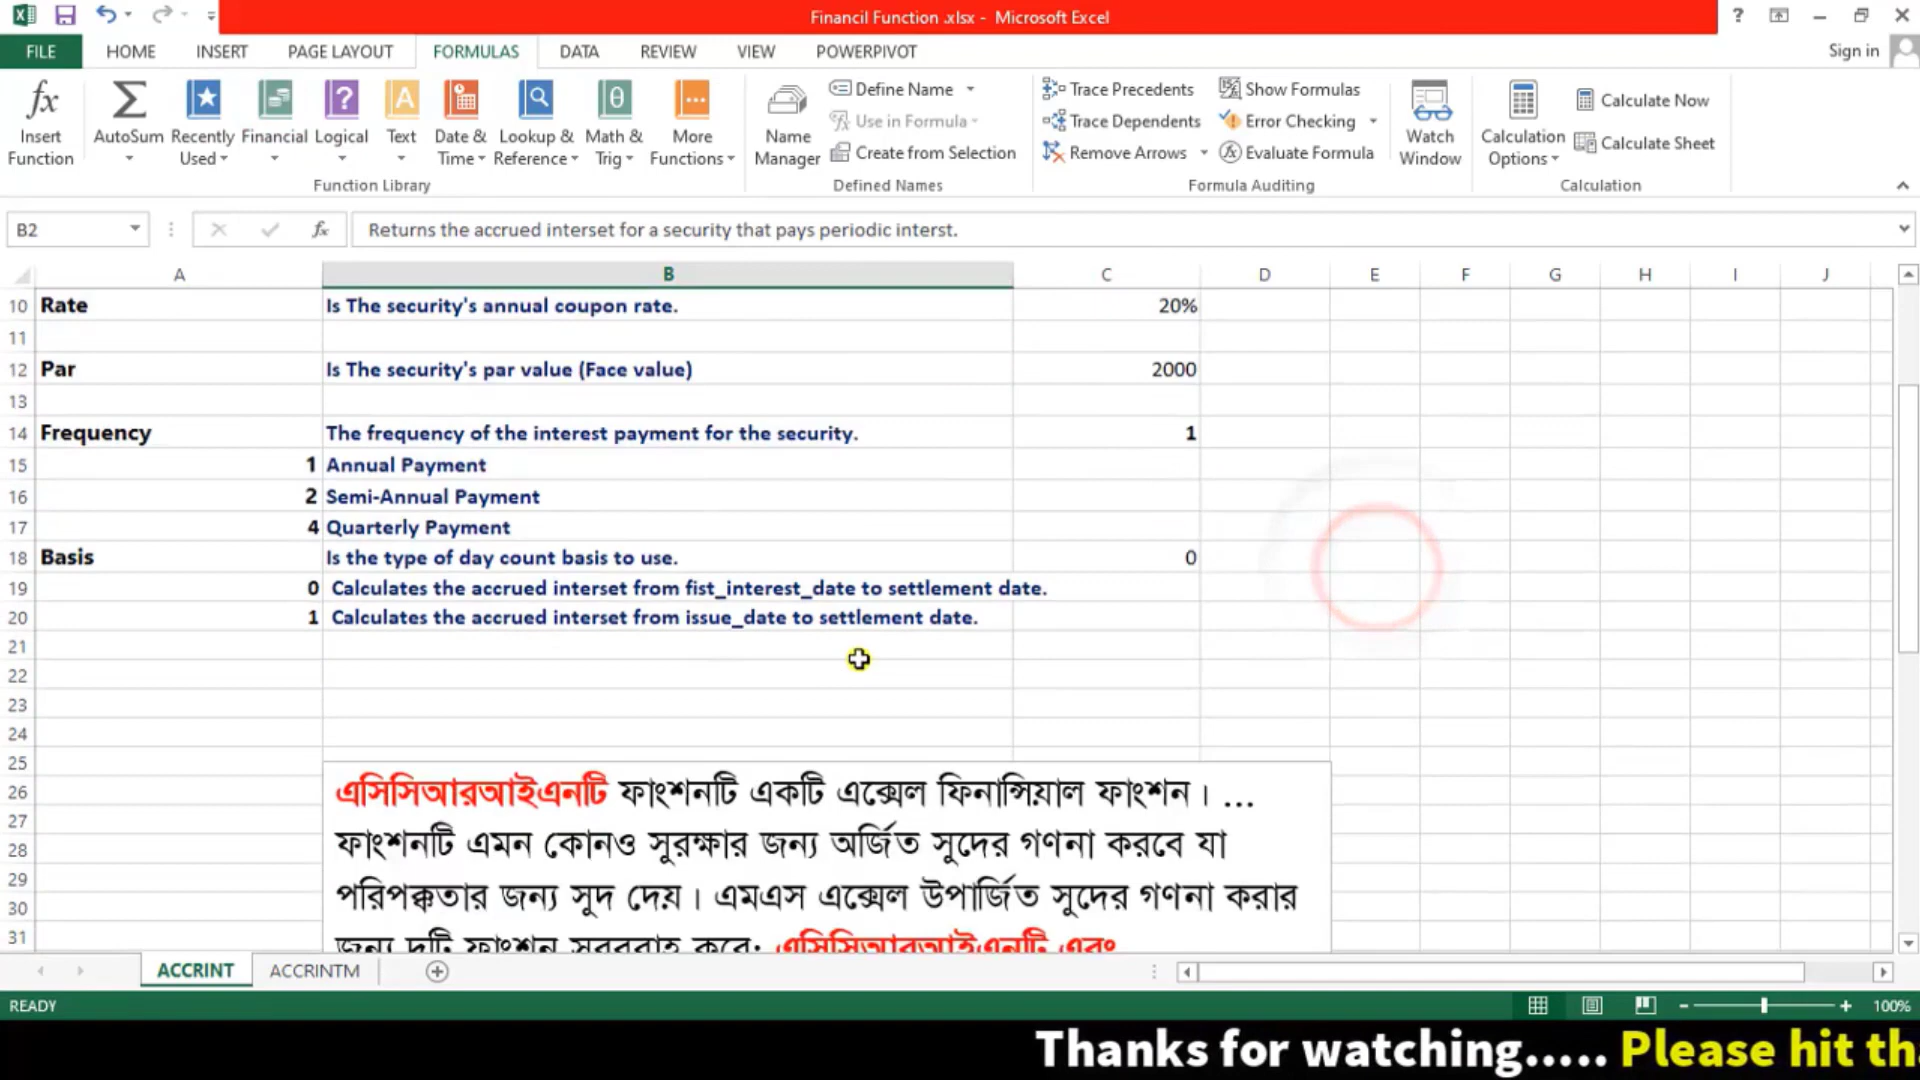 Financil Function .xlsx - Microsoft Excel
FILE HOME INSERT PAGE LAYOUT FORMULAS DATA REVIEW VIEW POWERPIVOT Sign in
Insert Function AutoSum Recently Used Financial Logical Text Date & Time Lookup & Reference Math & Trig More Functions
Function Library
Name Manager
Define Name
Use in Formula
Create from Selection
Defined Names
Trace Precedents Show Formulas
Trace Dependents Error Checking
Remove Arrows Evaluate Formula
Formula Auditing
Watch Window
Calculation Options
Calculate Now
Calculate Sheet
Calculation
B2 fx Returns the accrued interset for a security that pays periodic interst.
A B C D E F G H I J
10 Rate Is The security's annual coupon rate. 20%
11
12 Par Is The security's par value (Face value) 2000
13
14 Frequency The frequency of the interest payment for the security. 1
15 1 Annual Payment
16 2 Semi-Annual Payment
17 4 Quarterly Payment
18 Basis Is the type of day count basis to use. 0
19 0 Calculates the accrued interset from fist_interest_date to settlement date.
20 1 Calculates the accrued interset from issue_date to settlement date.
21
22
23
24
25
26 এসিসিআরআইএনটি ফাংশনটি একটি এক্সেল ফিনান্সিয়াল ফাংশন। ...
27
28 ফাংশনটি এমন কোনও সুরক্ষার জন্য অর্জিত সুদের গণনা করবে যা
29
30 পরিপক্কতার জন্য সুদ দেয়। এমএস এক্সেল উপার্জিত সুদের গণনা করার
31 জন্য দুটি ফাংশন সরবরাহ করে: এসিসিআরআইএনটি এবং
ACCRINT ACCRINTM
READY 100%
Thanks for watching..... Please hit th